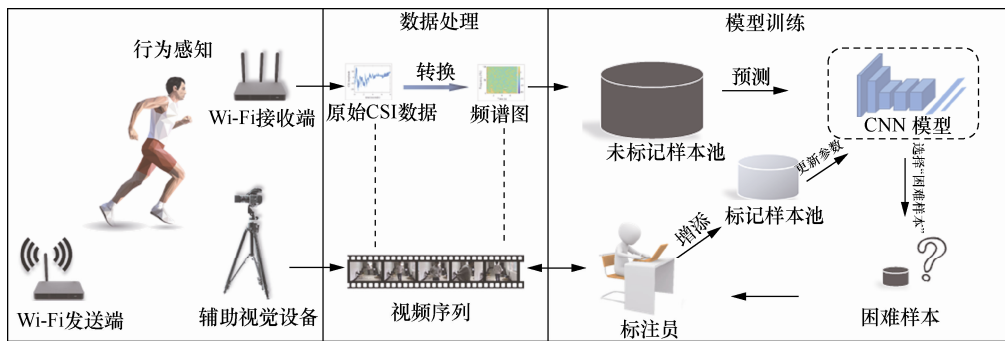 行为感知
Wi-Fi接收端
Wi-Fi发送端
辅助视觉设备
数据处理
原始CSI数据
转换
频谱图
视频序列
模型训练
未标记样本池
预测
CNN 模型
更新参数
标记样本池
选择“困难样本”
增添
标注员
困难样本
?